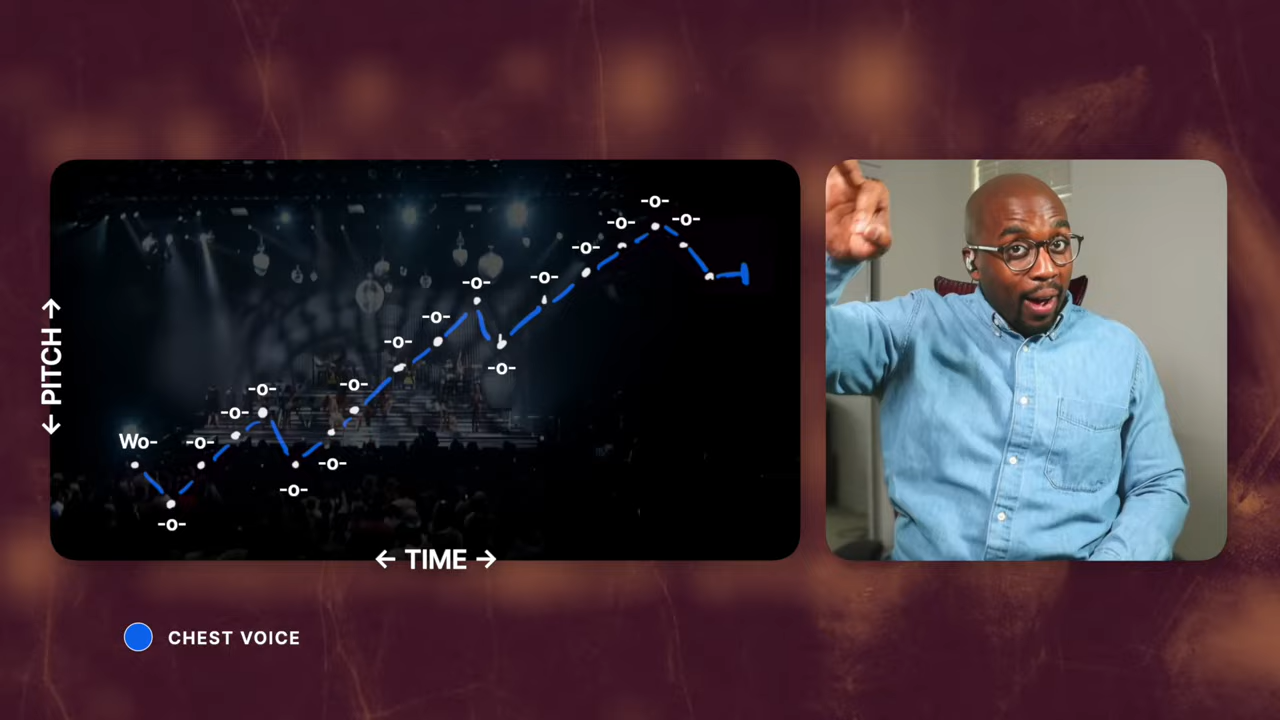 -o-
-o-
-o-
-o-
-o-
-o-
-o-
-o-
-o-
-o-
-o-
-o-
-o-
Wo-
-o-
-o-
-o-
-o-
← PITCH →
← TIME →
CHEST VOICE